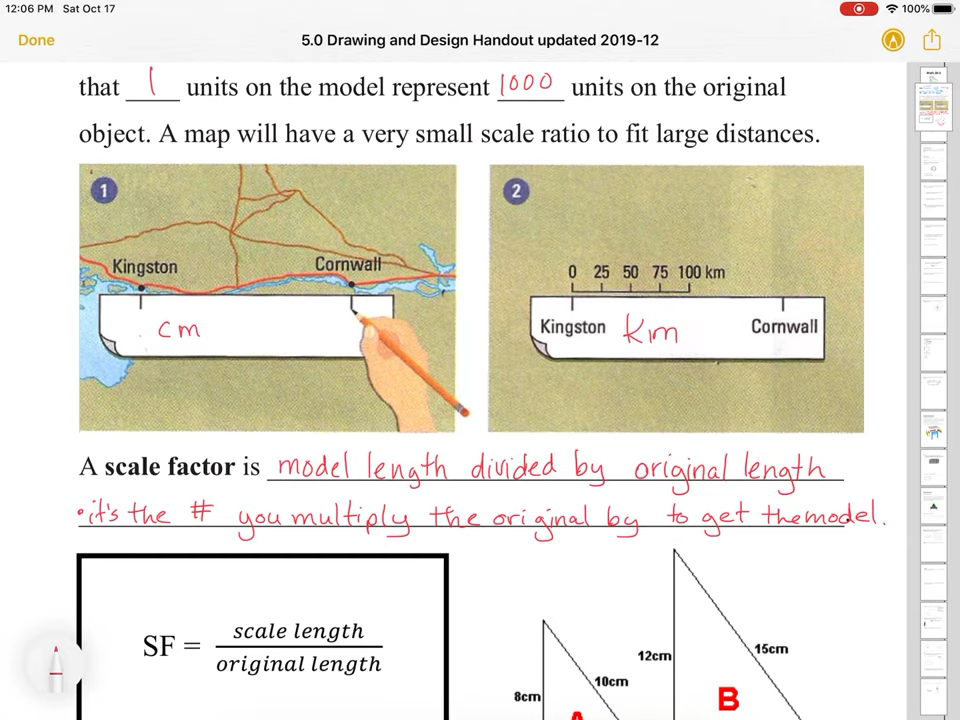 12:06 PM Sat Oct 17
100%
Done
5.0 Drawing and Design Handout updated 2019-12
that 1 units on the model represent 1000 units on the original
object. A map will have a very small scale ratio to fit large distances.
1
Kingston
Cornwall
cm
2
0 25 50 75 100 km
Kingston Km Cornwall
A scale factor is model length divided by original length
• it's the # you multiply the original by to get the model.
SF = scale length
original length
8cm
10cm
A
12cm
15cm
B